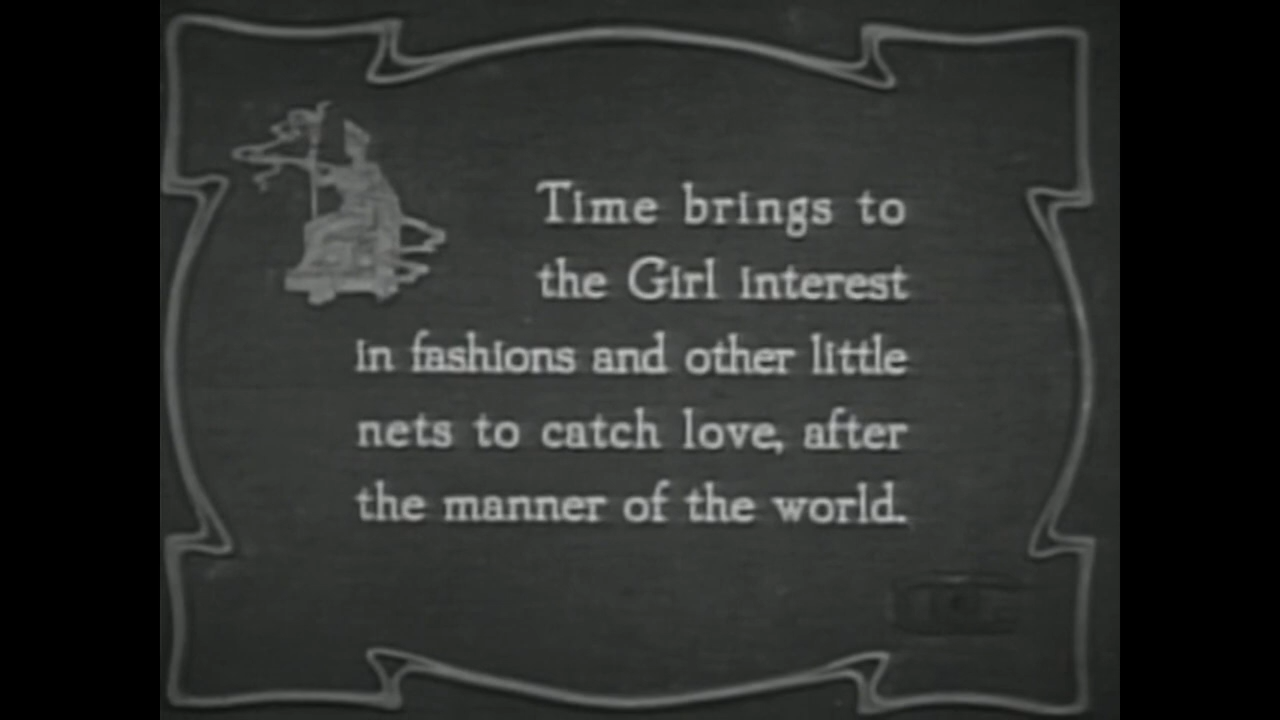 Time brings to
the Girl interest
in fashions and other little
nets to catch love, after
the manner of the world.